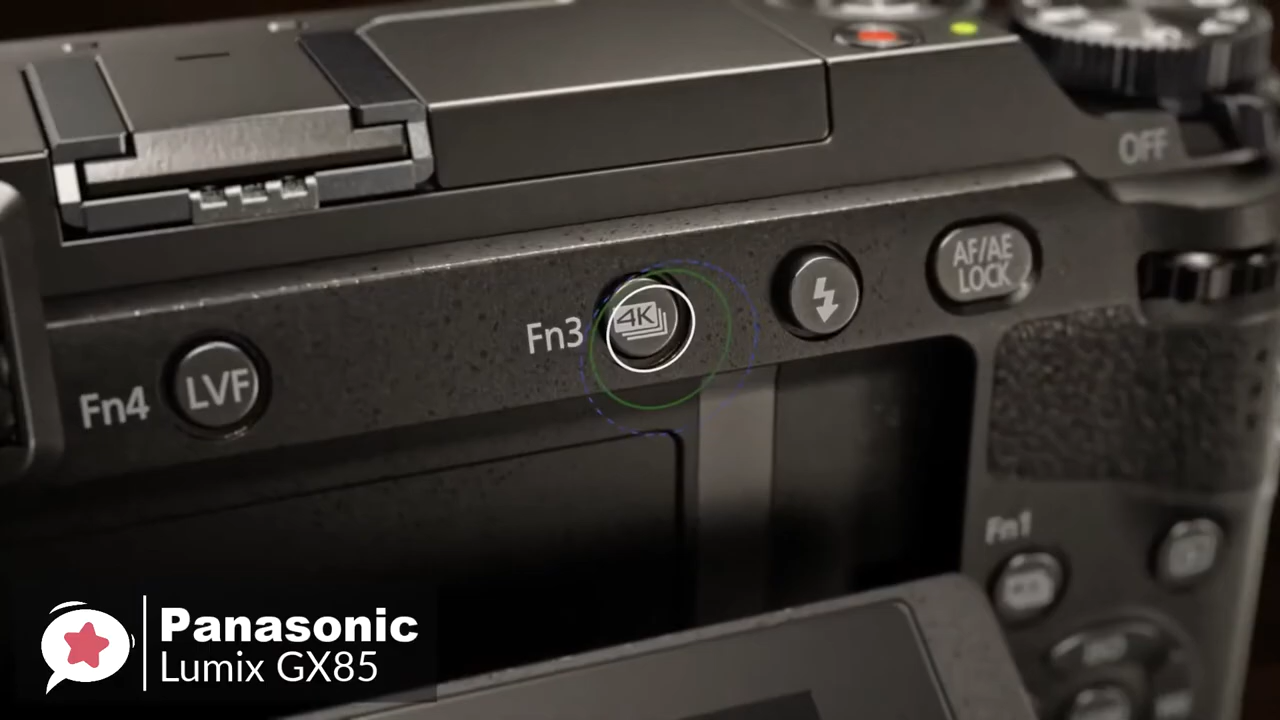 OFF
AF/AE
LOCK
4K
Fn3
LVF
Fn4
Fn1
Panasonic
Lumix GX85